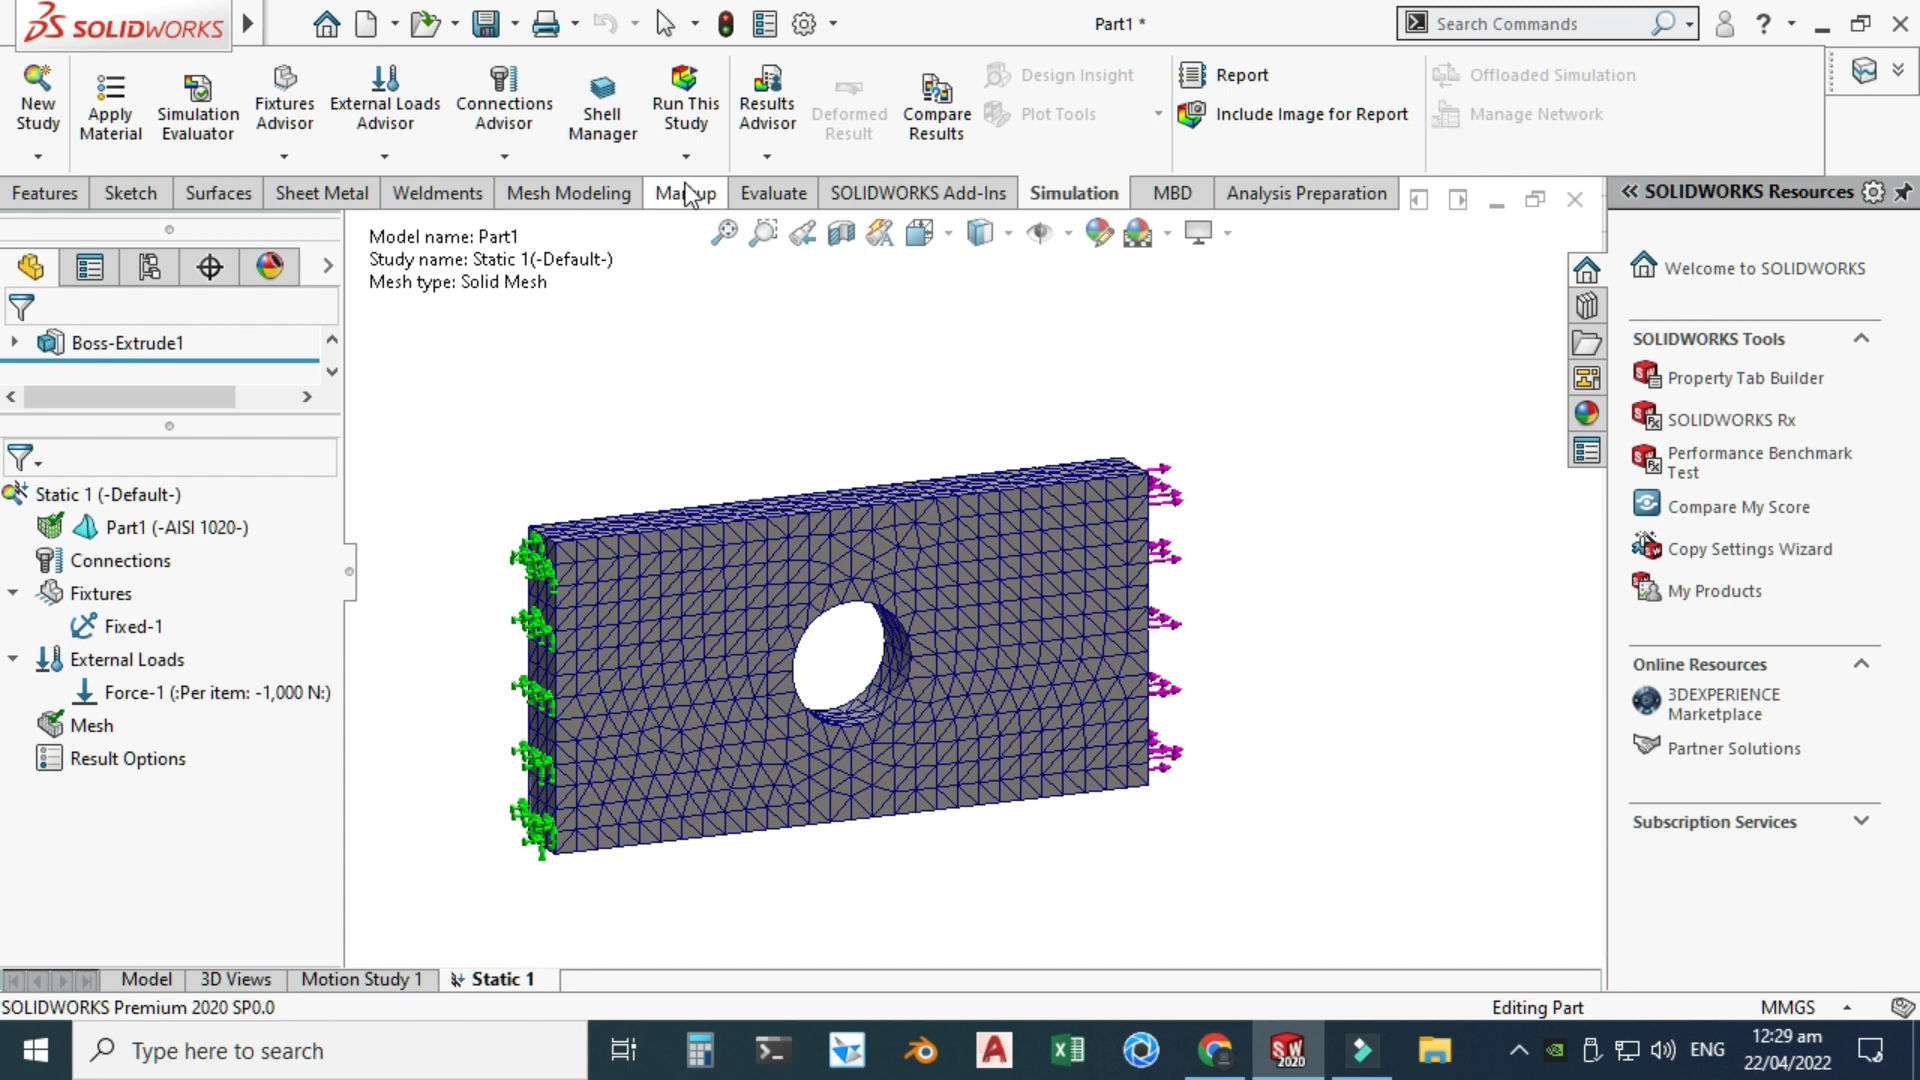 SOLIDWORKS
Part1 *
Search Commands
New Study
Apply Material
Simulation Evaluator
Fixtures Advisor
External Loads Advisor
Connections Advisor
Shell Manager
Run This Study
Results Advisor
Deformed Result
Compare Results
Design Insight
Plot Tools
Report
Include Image for Report
Offloaded Simulation
Manage Network
Features
Sketch
Surfaces
Sheet Metal
Weldments
Mesh Modeling
Markup
Evaluate
SOLIDWORKS Add-Ins
Simulation
MBD
Analysis Preparation
SOLIDWORKS Resources
Model name: Part1
Study name: Static 1(-Default-)
Mesh type: Solid Mesh
Boss-Extrude1
Static 1 (-Default-)
Part1 (-AISI 1020-)
Connections
Fixtures
Fixed-1
External Loads
Force-1 (:Per item: -1,000 N:)
Mesh
Result Options
Welcome to SOLIDWORKS
SOLIDWORKS Tools
Property Tab Builder
SOLIDWORKS Rx
Performance Benchmark
Test
Compare My Score
Copy Settings Wizard
My Products
Online Resources
3DEXPERIENCE
Marketplace
Partner Solutions
Subscription Services
Model
3D Views
Motion Study 1
Static 1
SOLIDWORKS Premium 2020 SP0.0
Editing Part
MMGS
Type here to search
SW
2020
ENG
12:29 am
22/04/2022